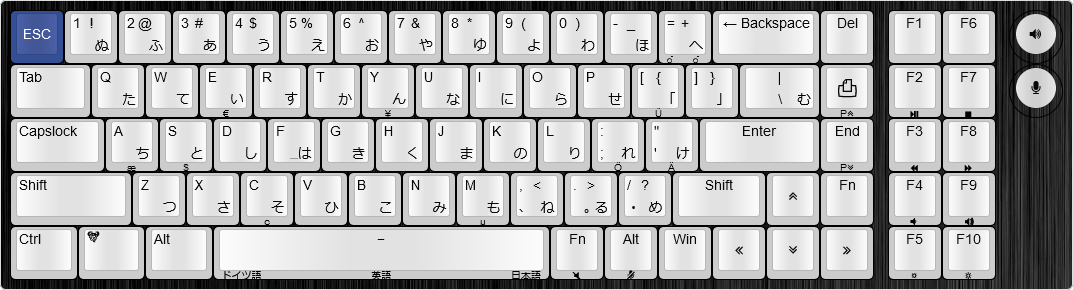 ESC 1 ! ぬ 2 @ ふ 3 # あ 4 $ う 5 % え 6 ^ お 7 & や 8 * ゆ 9 ( よ 0 ) わ - _ ほ = + へ ← Backspace Del F1 F6
Tab Q た W て E い R す T か Y ん U な I に O ら P せ [ { 「 ] } 」 | \ む F2 F7
€ ¥ Ü P
Capslock A ち S と D し F _は G き H く J ま K の L り : ; れ " ' け Enter End F3 F8
œ $ Ö Ä P
Shift Z つ X さ C そ V ひ B こ N み M も , < 、 ね . > 。る / ? ・ め Shift Fn F4 F9
c u
Ctrl Alt – Fn Alt Win F5 F10
ドイツ語 英語 日本語